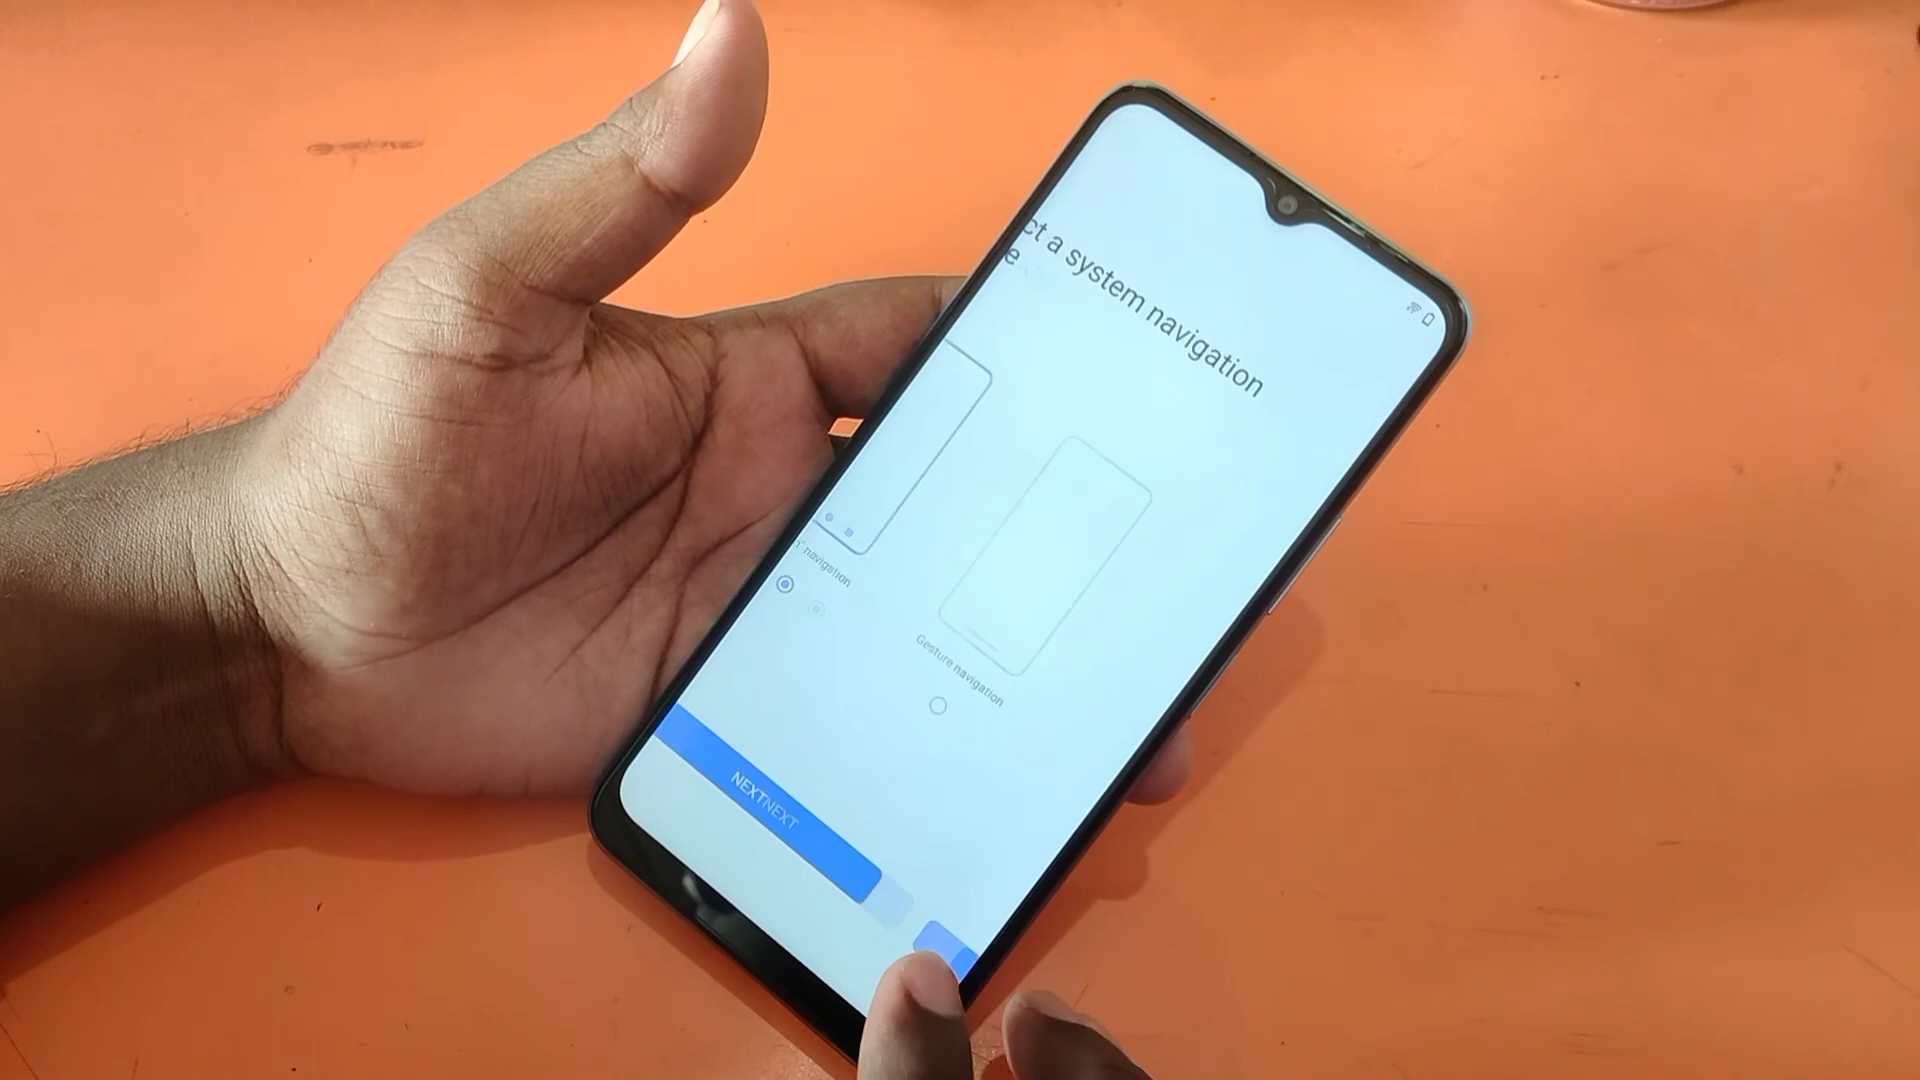 ct a system navigation
e
navigation
Gesture navigation
NEXTNEXT